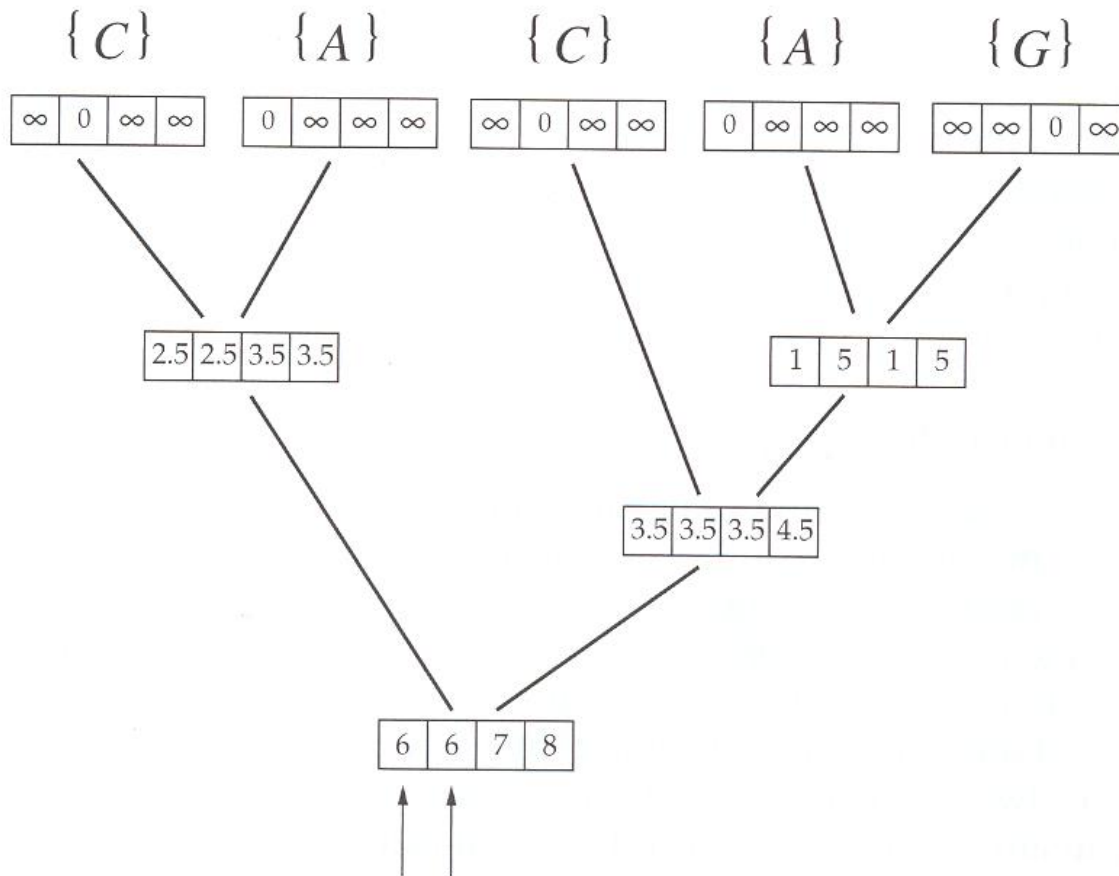 {C} {A} {C} {A} {G}
∞ 0 ∞ ∞ 0 ∞ ∞ ∞ ∞ 0 ∞ ∞ 0 ∞ ∞ ∞ ∞ ∞ 0 ∞
2.5 2.5 3.5 3.5 1 5 1 5
3.5 3.5 3.5 4.5
6 6 7 8